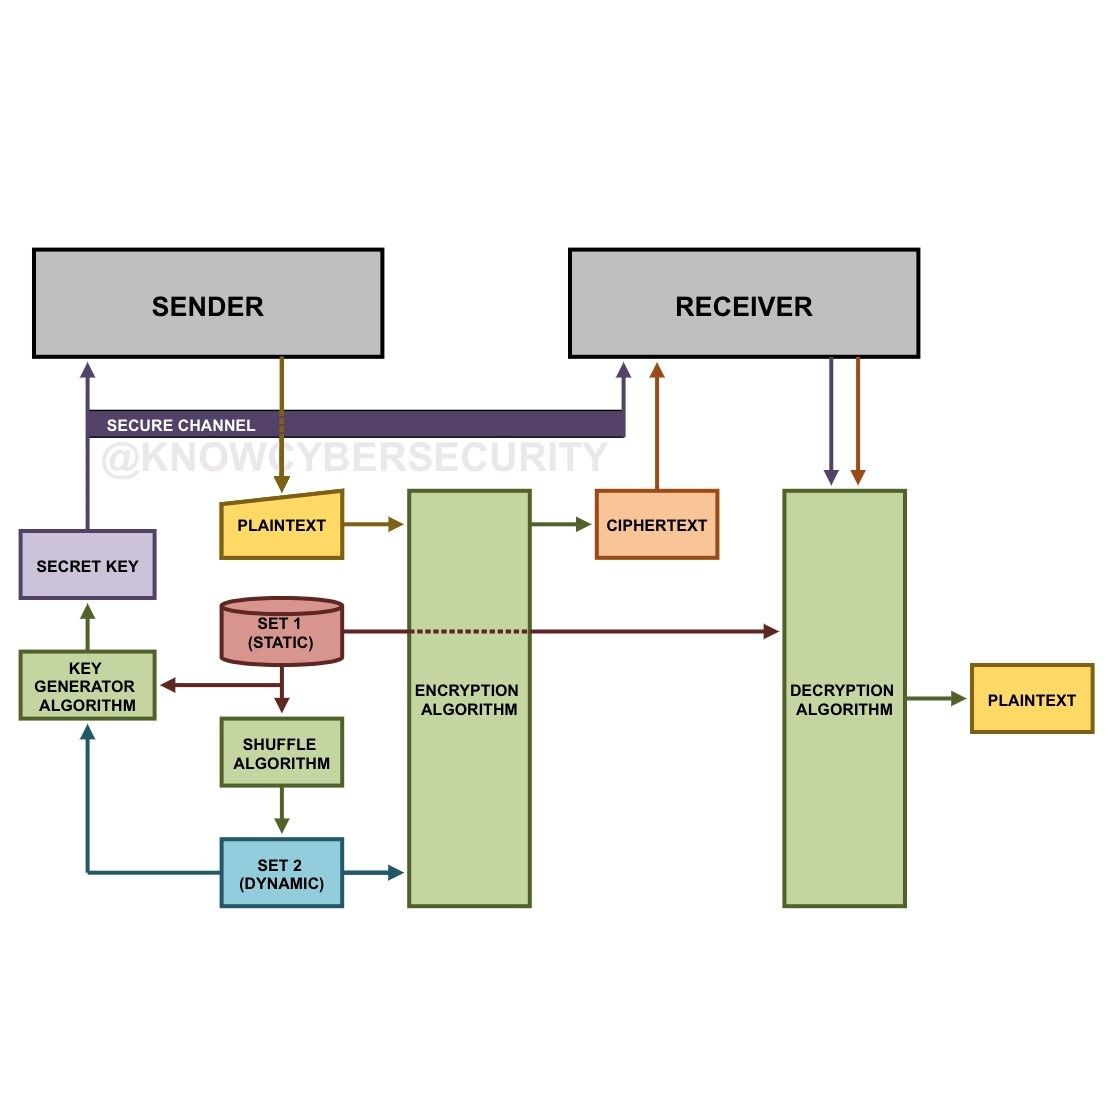 SENDER
RECEIVER
SECURE CHANNEL
@KNOWCYBERSECURITY
PLAINTEXT
CIPHERTEXT
SECRET KEY
SET 1
(STATIC)
KEY
GENERATOR
ALGORITHM
ENCRYPTION
ALGORITHM
DECRYPTION
ALGORITHM
PLAINTEXT
SHUFFLE
ALGORITHM
SET 2
(DYNAMIC)